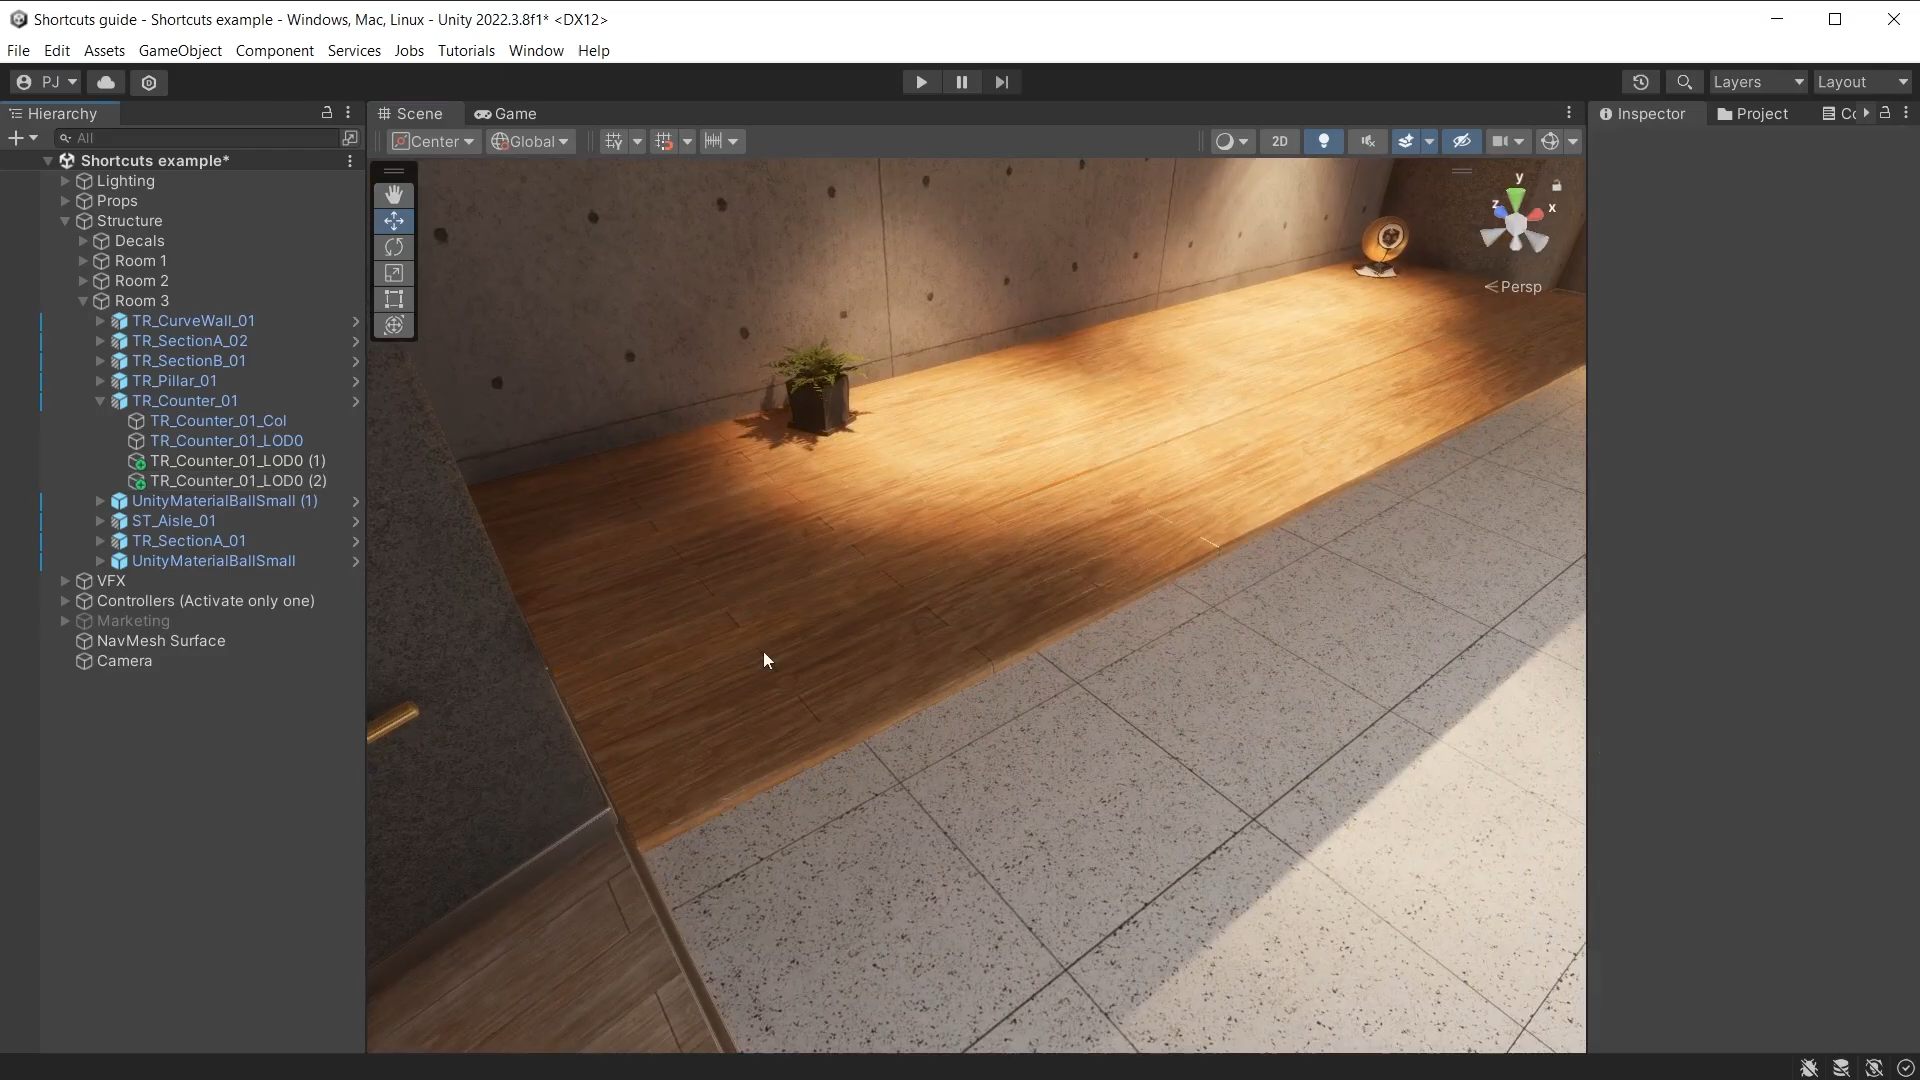 Shortcuts guide - Shortcuts example - Windows, Mac, Linux - Unity 2022.3.8f1* <DX12>
File Edit Assets GameObject Component Services Jobs Tutorials Window Help
PJ
Layers
Layout
Hierarchy
Scene
Game
Inspector
Project
Co
All
Center
Global
2D
Shortcuts example*
Lighting
Props
Structure
Decals
Room 1
Room 2
Room 3
TR_CurveWall_01
TR_SectionA_02
TR_SectionB_01
TR_Pillar_01
TR_Counter_01
TR_Counter_01_Col
TR_Counter_01_LOD0
TR_Counter_01_LOD0 (1)
TR_Counter_01_LOD0 (2)
UnityMaterialBallSmall (1)
ST_Aisle_01
TR_SectionA_01
UnityMaterialBallSmall
VFX
Controllers (Activate only one)
Marketing
NavMesh Surface
Camera
y
z
x
Persp